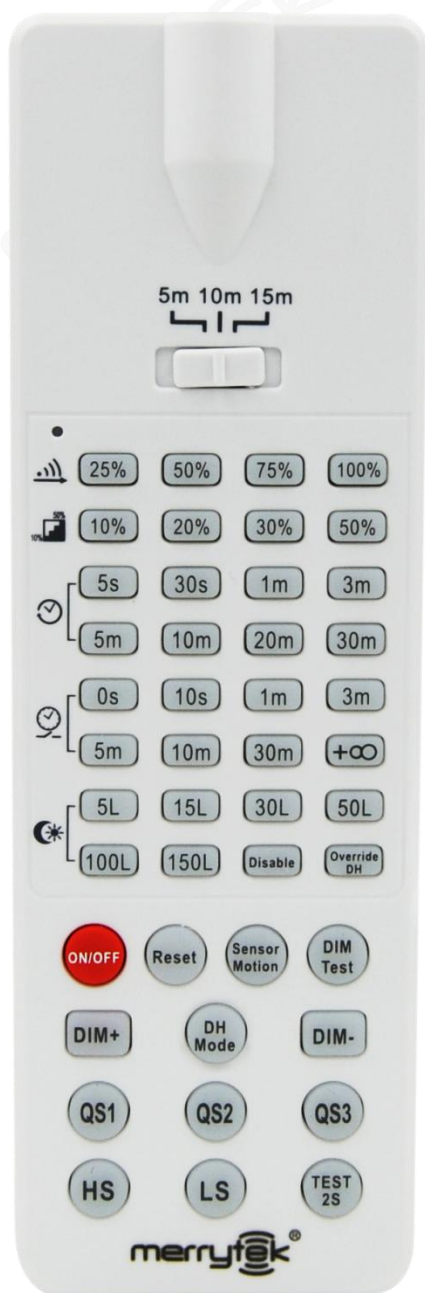 5m 10m 15m
25% 50% 75% 100%
10% 50% 10% 20% 30% 50%
5s 30s 1m 3m
5m 10m 20m 30m
0s 10s 1m 3m
5m 10m 30m +∞
5L 15L 30L 50L
100L 150L Disable Override DH
ON/OFF Reset Sensor Motion DIM Test
DIM+ DH Mode DIM-
QS1 QS2 QS3
HS LS TEST 2S
merrytek®